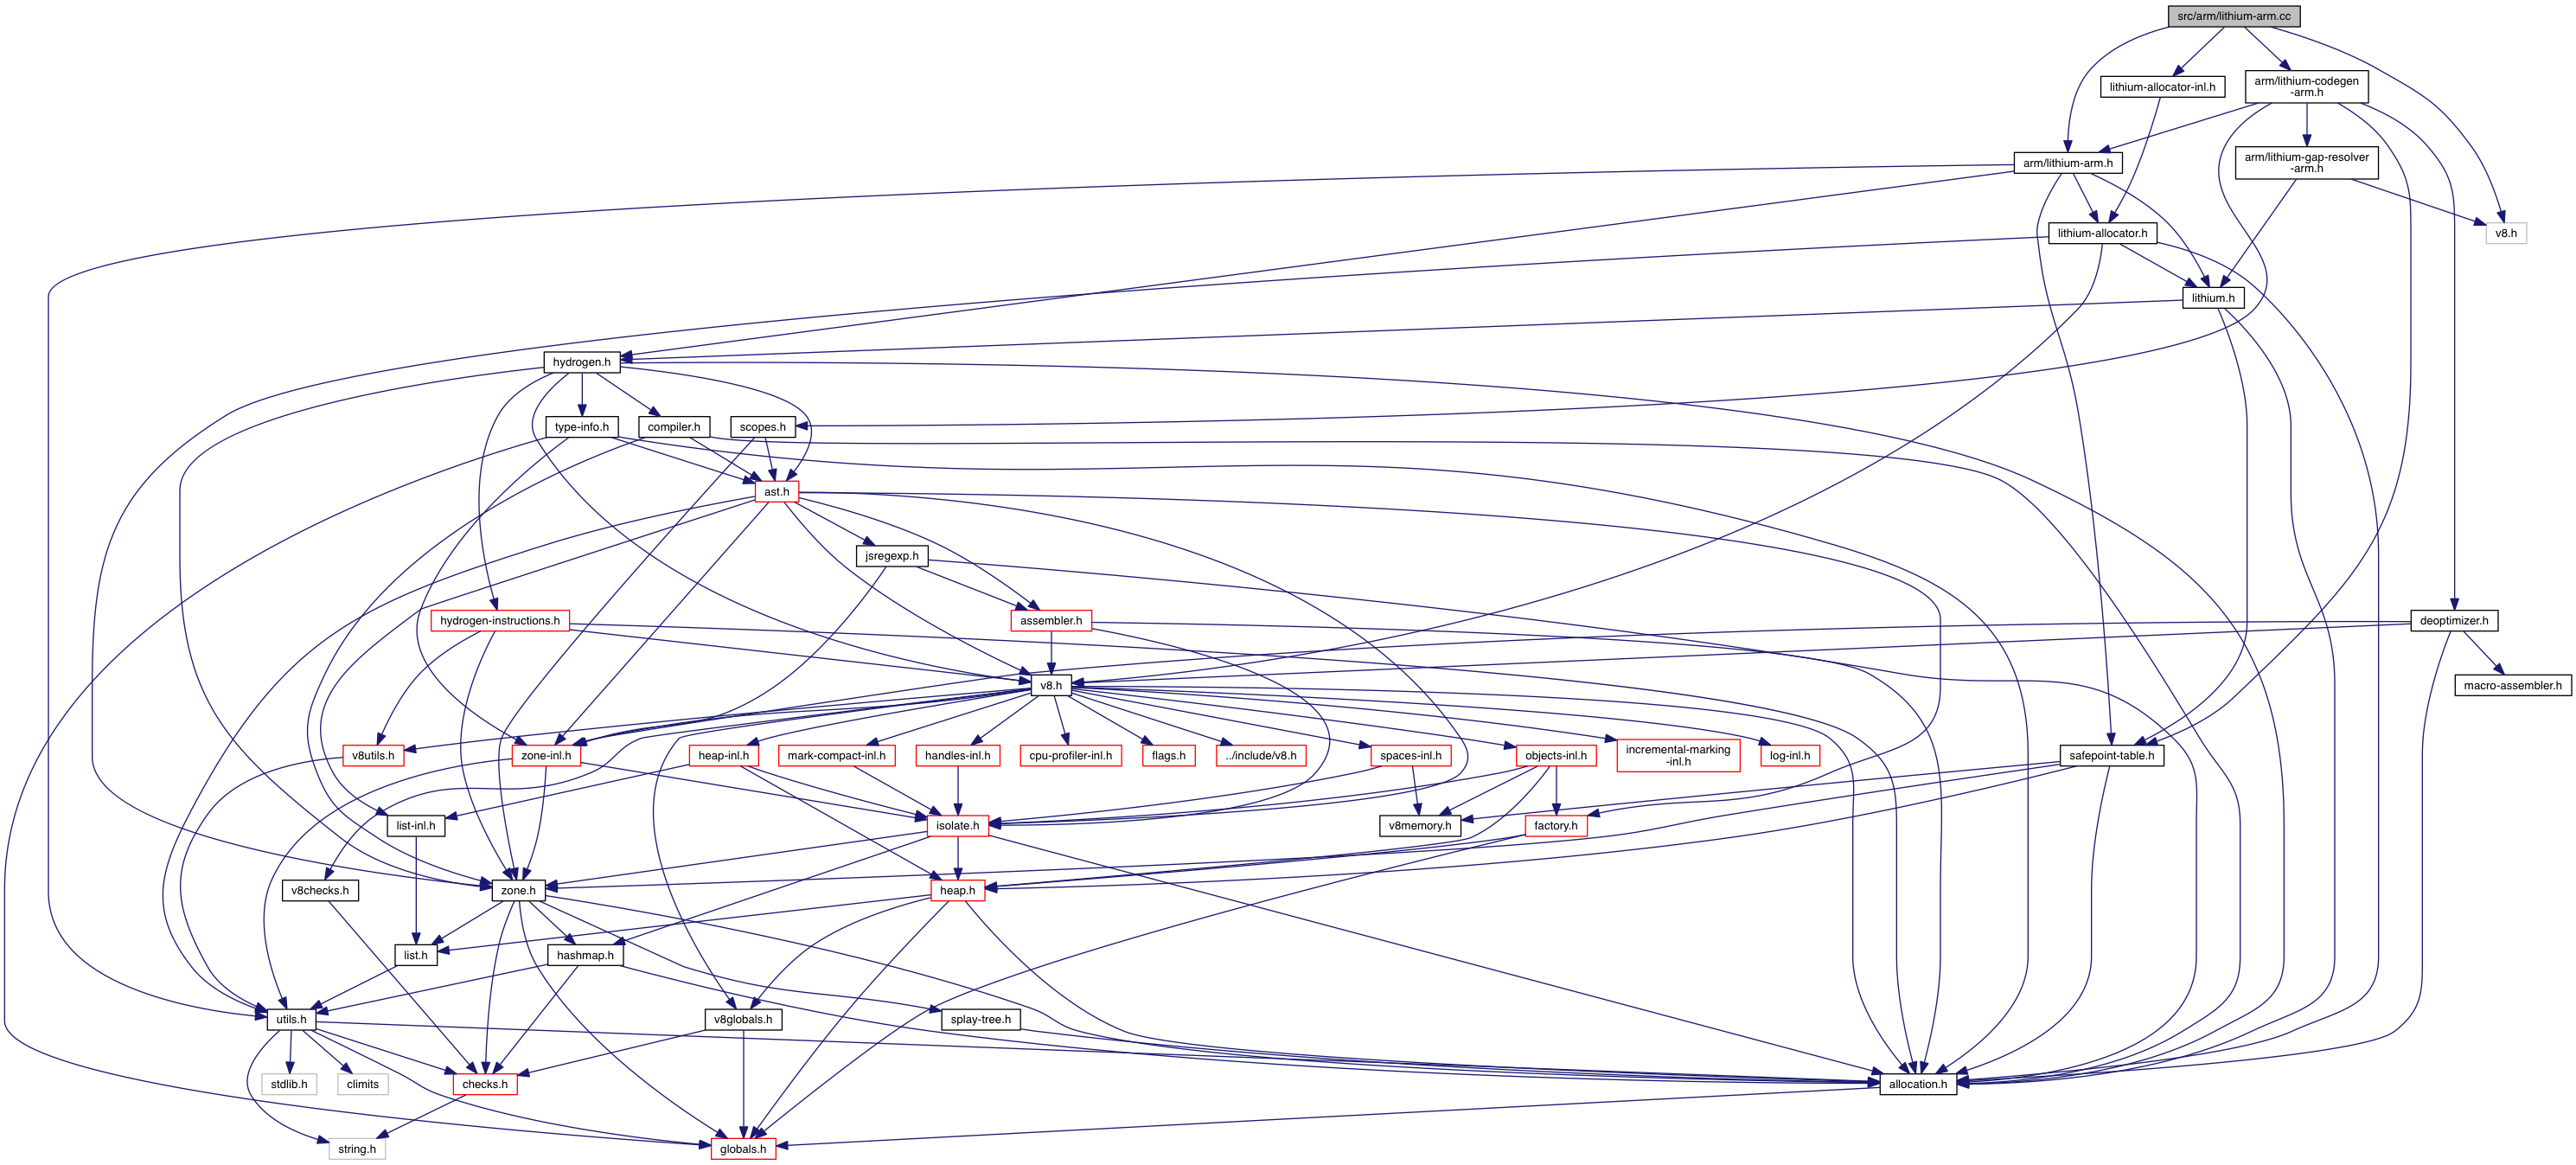 src/arm/lithium-arm.cc
lithium-allocator-inl.h
arm/lithium-codegen
-arm.h
arm/lithium-arm.h
arm/lithium-gap-resolver
-arm.h
lithium-allocator.h
v8.h
lithium.h
hydrogen.h
type-info.h
compiler.h
scopes.h
ast.h
jsregexp.h
hydrogen-instructions.h
assembler.h
deoptimizer.h
v8.h
macro-assembler.h
v8utils.h
zone-inl.h
heap-inl.h
mark-compact-inl.h
handles-inl.h
cpu-profiler-inl.h
flags.h
../include/v8.h
spaces-inl.h
objects-inl.h
incremental-marking
-inl.h
log-inl.h
safepoint-table.h
list-inl.h
isolate.h
v8memory.h
factory.h
v8checks.h
zone.h
heap.h
list.h
hashmap.h
utils.h
v8globals.h
splay-tree.h
stdlib.h
climits
checks.h
allocation.h
string.h
globals.h